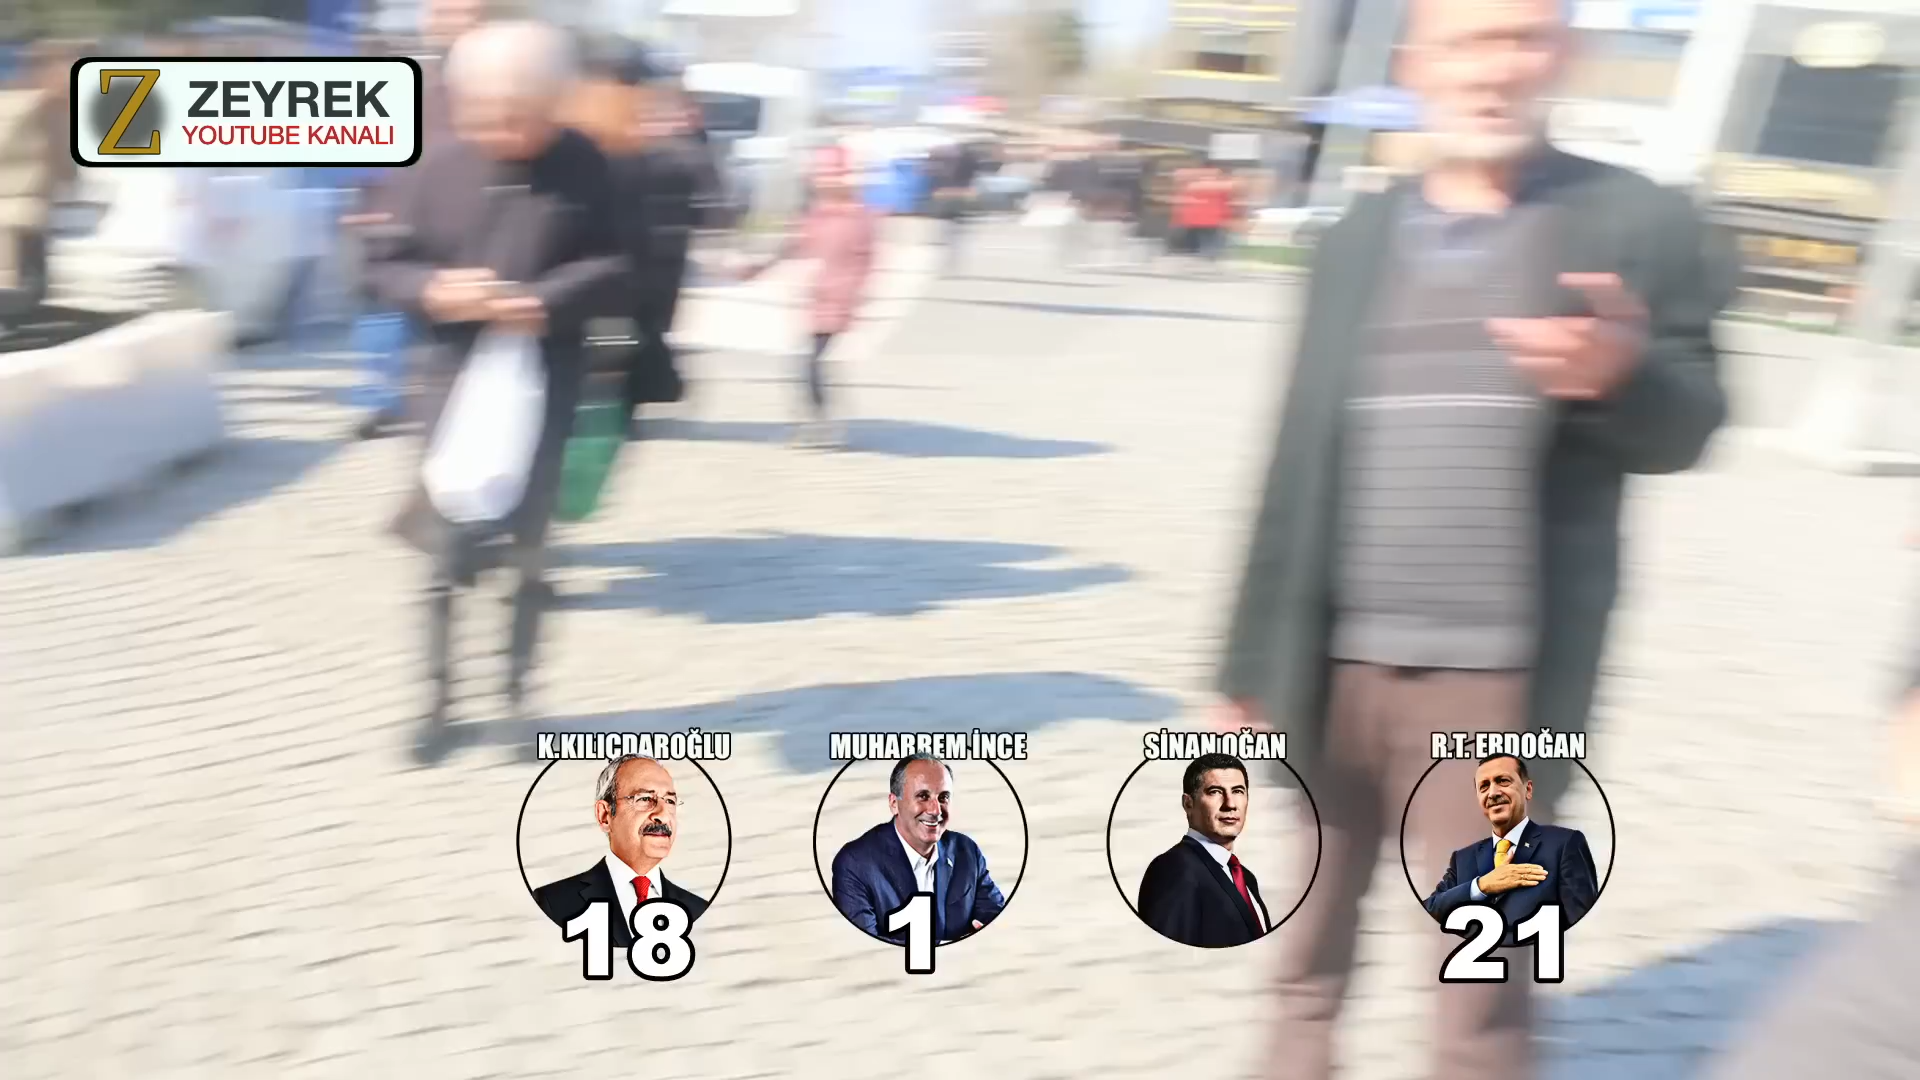 Z ZEYREK
YOUTUBE KANALI
K.KILIÇDAROĞLU
MUHARREM İNCE
SİNAN OĞAN
R.T. ERDOĞAN
18
1
21